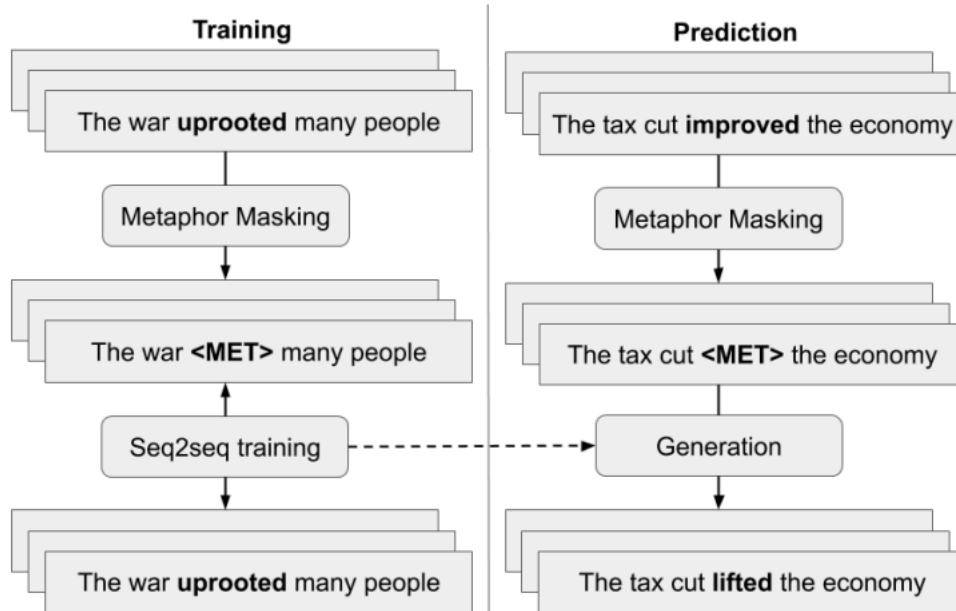 Training
The war uprooted many people
Metaphor Masking
The war <MET> many people
Seq2seq training
The war uprooted many people
Prediction
The tax cut improved the economy
Metaphor Masking
The tax cut <MET> the economy
Generation
The tax cut lifted the economy